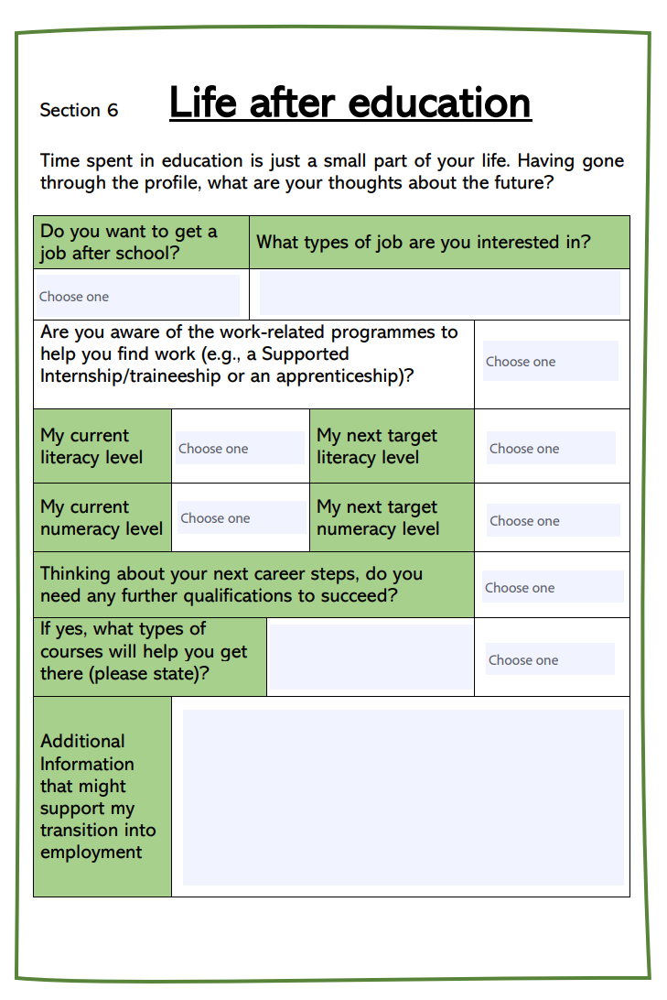 Section 6
Life after education
Time spent in education is just a small part of your life. Having gone
through the profile, what are your thoughts about the future?
Do you want to get a
job after school?
What types of job are you interested in?
Choose one
Are you aware of the work-related programmes to
help you find work (e.g., a Supported
Internship/traineeship or an apprenticeship)?
Choose one
My current
literacy level
Choose one
My next target
literacy level
Choose one
My current
numeracy level
Choose one
My next target
numeracy level
Choose one
Thinking about your next career steps, do you
need any further qualifications to succeed?
Choose one
If yes, what types of
courses will help you get
there (please state)?
Choose one
Additional
Information
that might
support my
transition into
employment